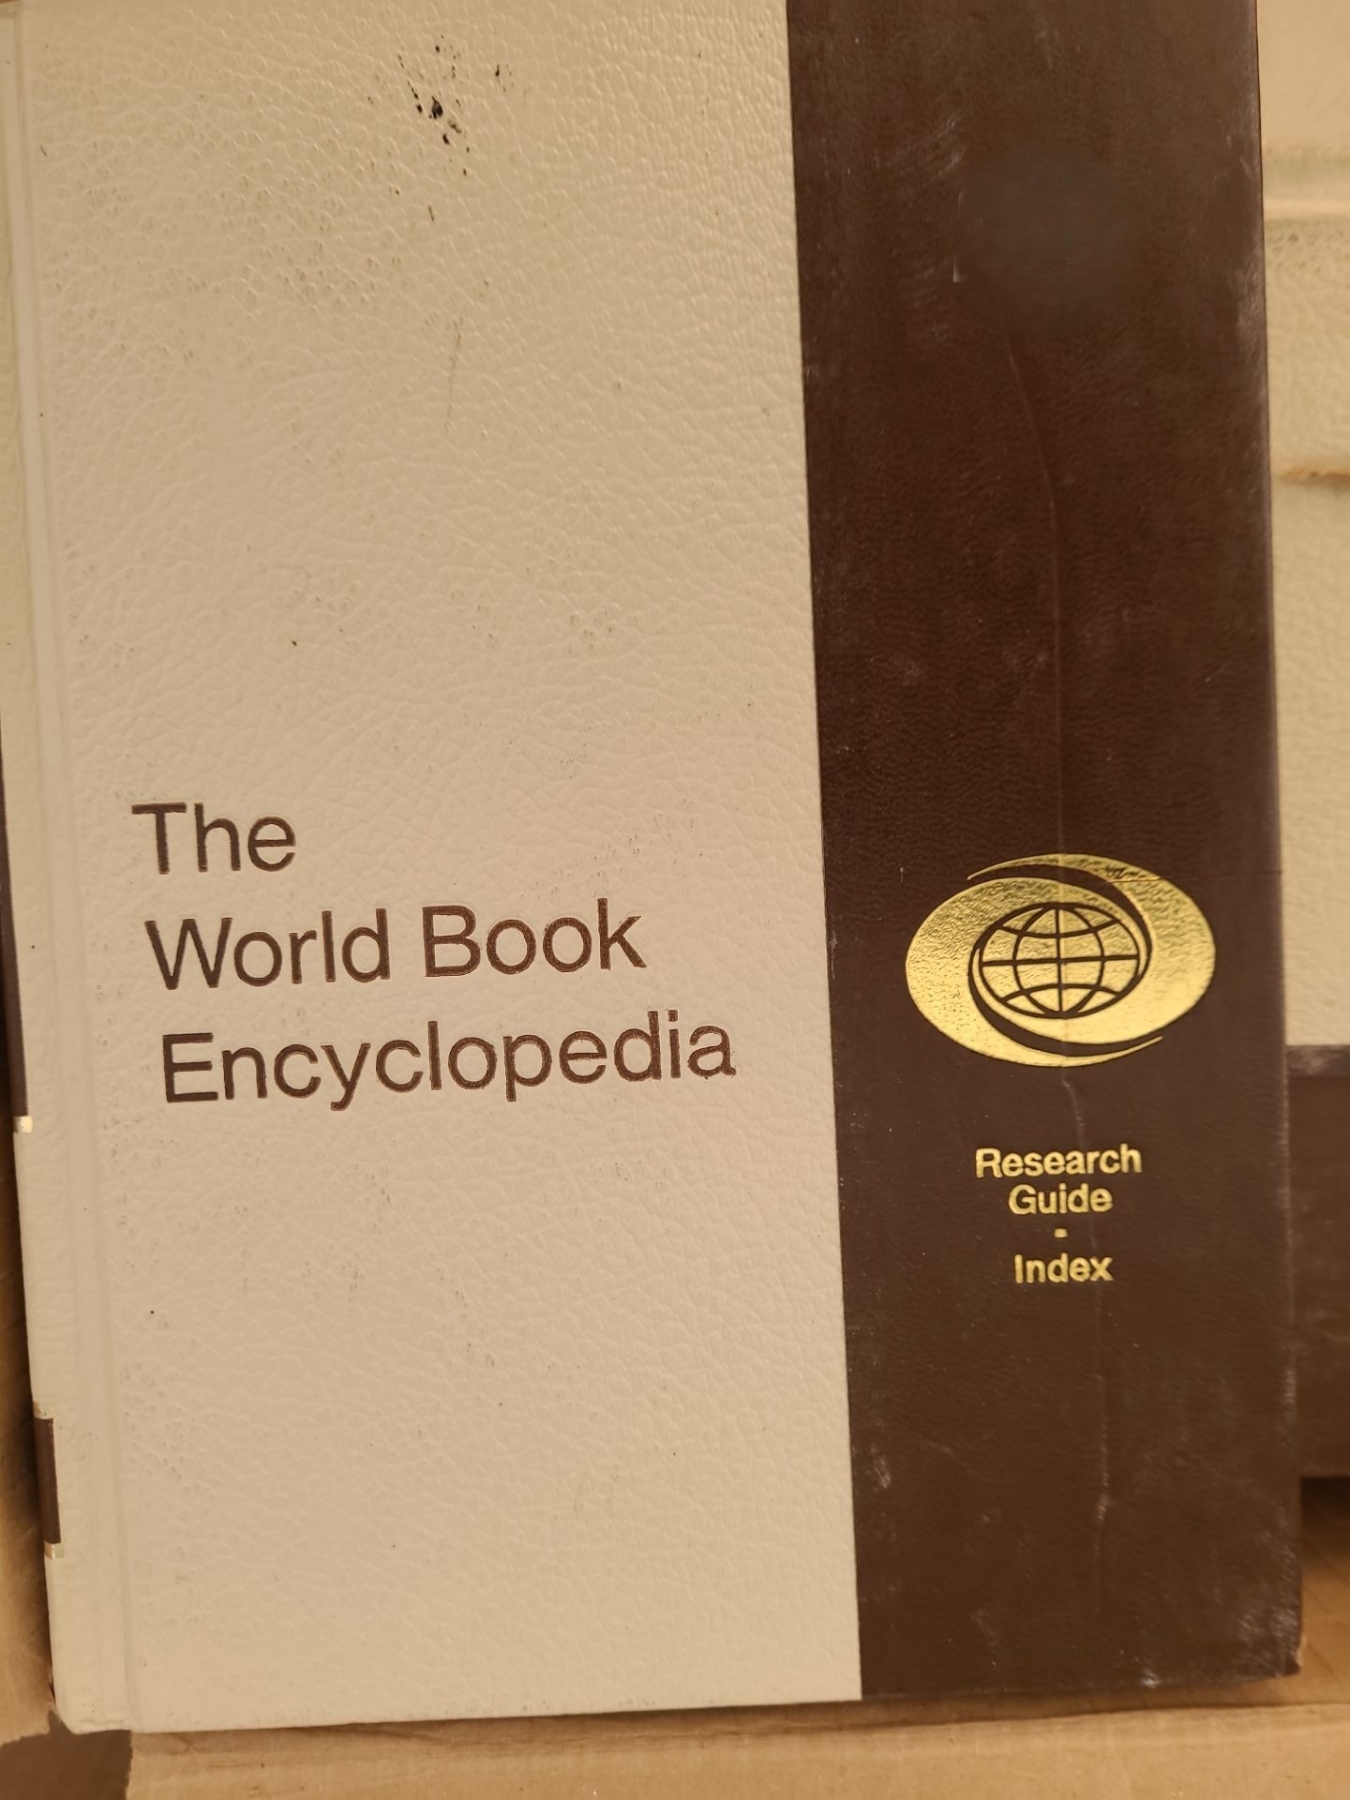 The
World Book
Encyclopedia
Research
Guide
·
Index